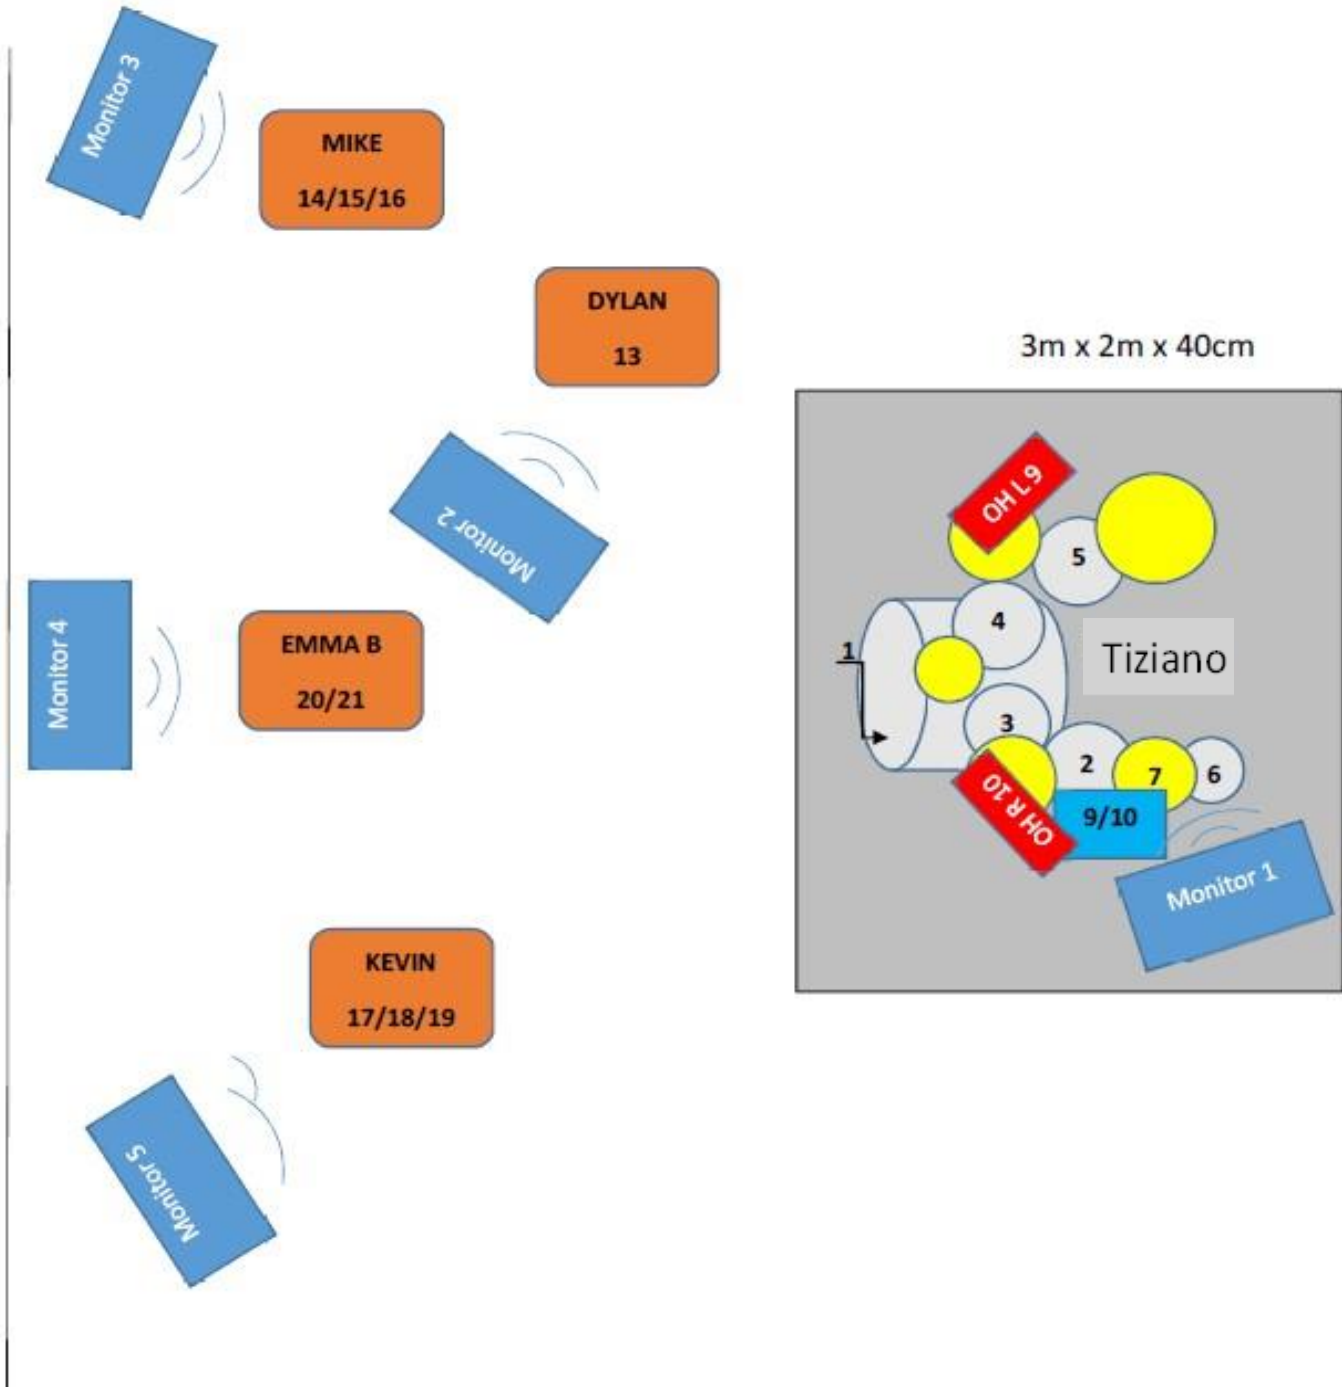 Monitor 3
MIKE
14/15/16
DYLAN
13
3m x 2m x 40cm
OH L 9
5
Monitor 2
4
Monitor 4
EMMA B
20/21
1
Tiziano
3
2
7
6
OH R 10
9/10
Monitor 1
KEVIN
17/18/19
Monitor 5